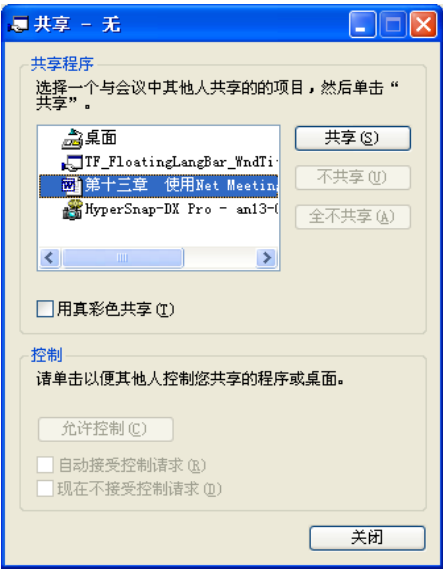 共享 - 无
共享程序
选择一个与会议中其他人共享的的项目，然后单击“
共享”。
桌面
共享(S)
TF_FloatingLangBar_WndTi
不共享(U)
第十三章 使用Net Meeting
HyperSnap-DX Pro - an13-
全不共享(A)
用真彩色共享(T)
控制
请单击以便其他人控制您共享的程序或桌面。
允许控制(C)
自动接受控制请求(R)
现在不接受控制请求(D)
关闭